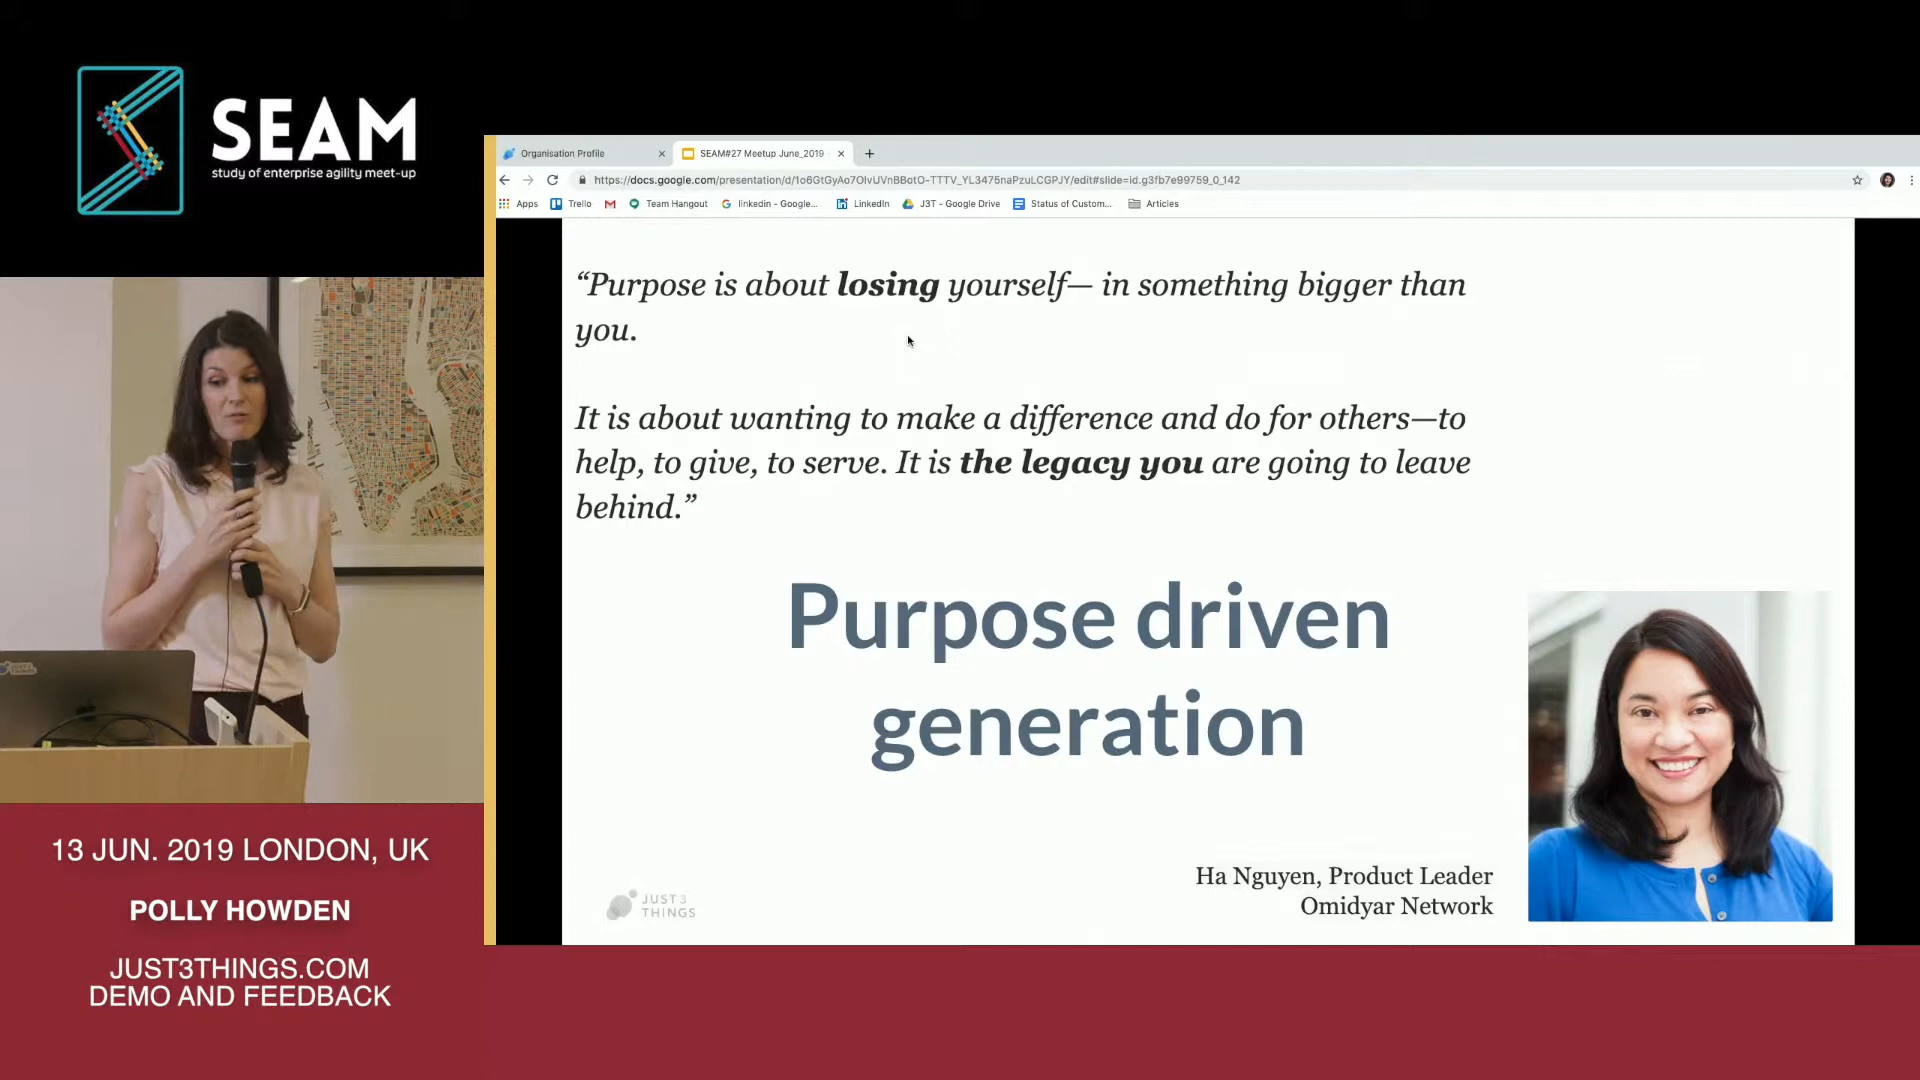 SEAM
study of enterprise agility meet-up
Organisation Profile
SEAM#27 Meetup June_2019
https://docs.google.com/presentation/d/1o6GtGyAo7OlvUVnBBotO-TTTV_YL3475naPzuLCGPJY/edit#slide=id.g3fb7e99759_0_142
Apps Trello Team Hangout linkedin - Google... LinkedIn J3T - Google Drive Status of Custom... Articles
“Purpose is about losing yourself— in something bigger than
you.
It is about wanting to make a difference and do for others—to
help, to give, to serve. It is the legacy you are going to leave
behind.”
Purpose driven
generation
Ha Nguyen, Product Leader
Omidyar Network
JUST3
THINGS
13 JUN. 2019 LONDON, UK
POLLY HOWDEN
JUST3THINGS.COM
DEMO AND FEEDBACK